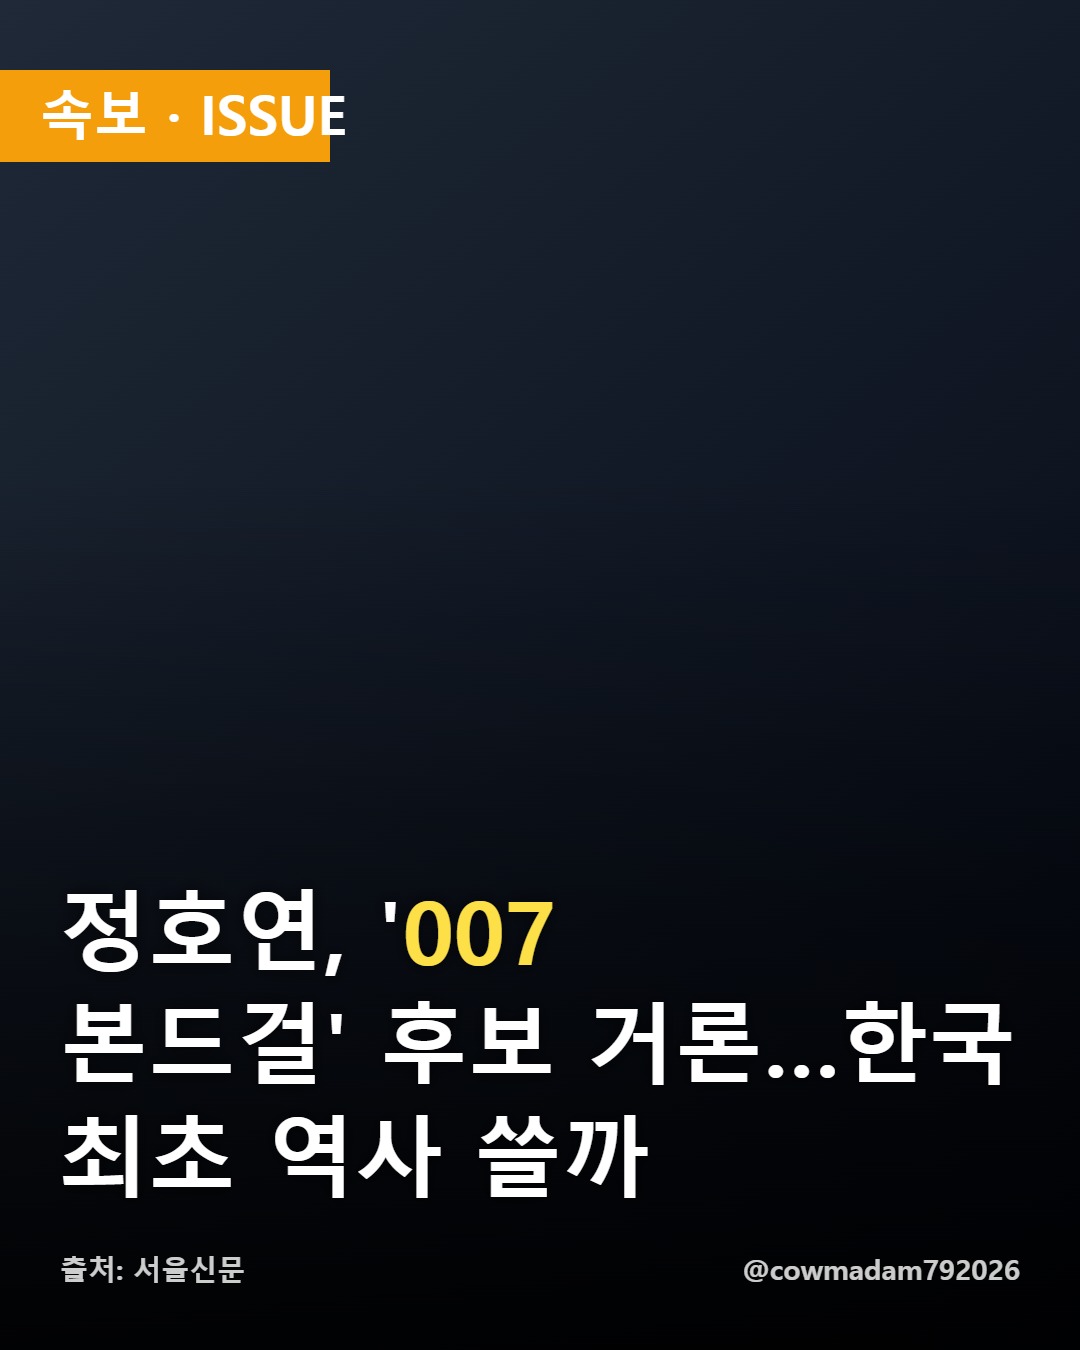 속보 · ISSUE
정호연, '007
본드걸' 후보 거론...한국
최초 역사 쓸까
출처: 서울신문
@cowmadam792026